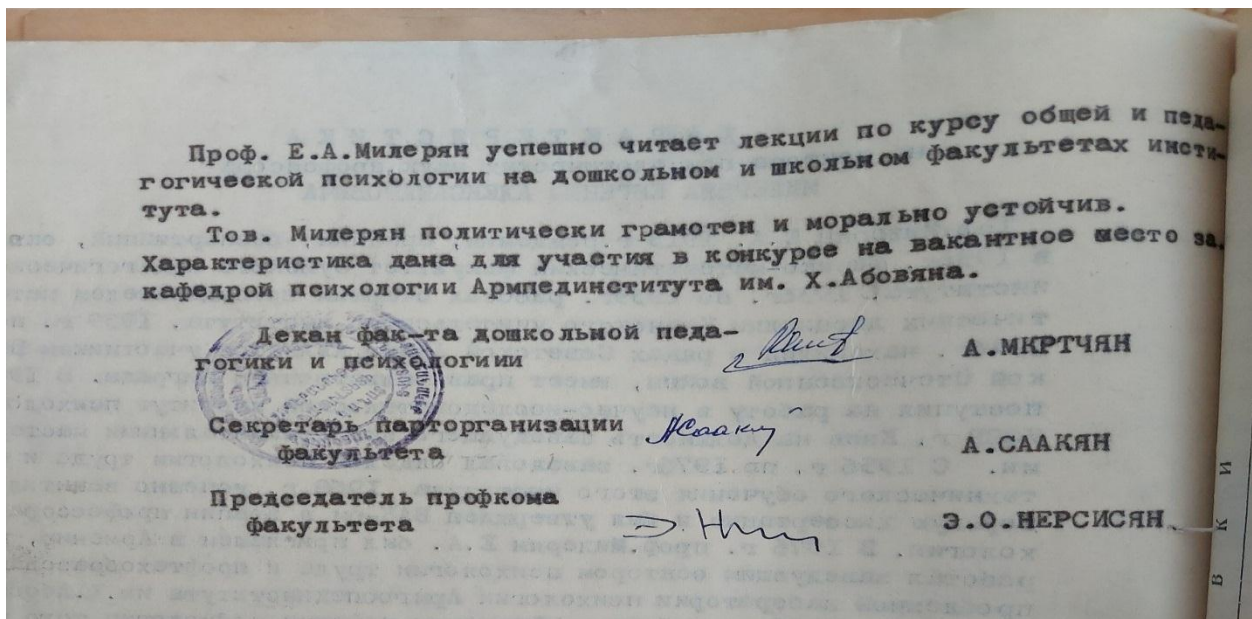 Проф. Е.А.Милерян успешно читает лекции по курсу общей и педа-
гогической психологии на дошкольном и школьном факультетах инсти-
тута.
Тов. Милерян политически грамотен и морально устойчив.
Характеристика дана для участия в конкурсе на вакантное место за.
кафедрой психологии Армпединститута им. Х.Абовяна.
Декан фак-та дошкольной педа-
гогики и психологиии
А.МКРТЧЯН
Секретарь парторганизации
факультета
А.СААКЯН
Председатель профкома
факультета
Э.О.НЕРСИСЯН